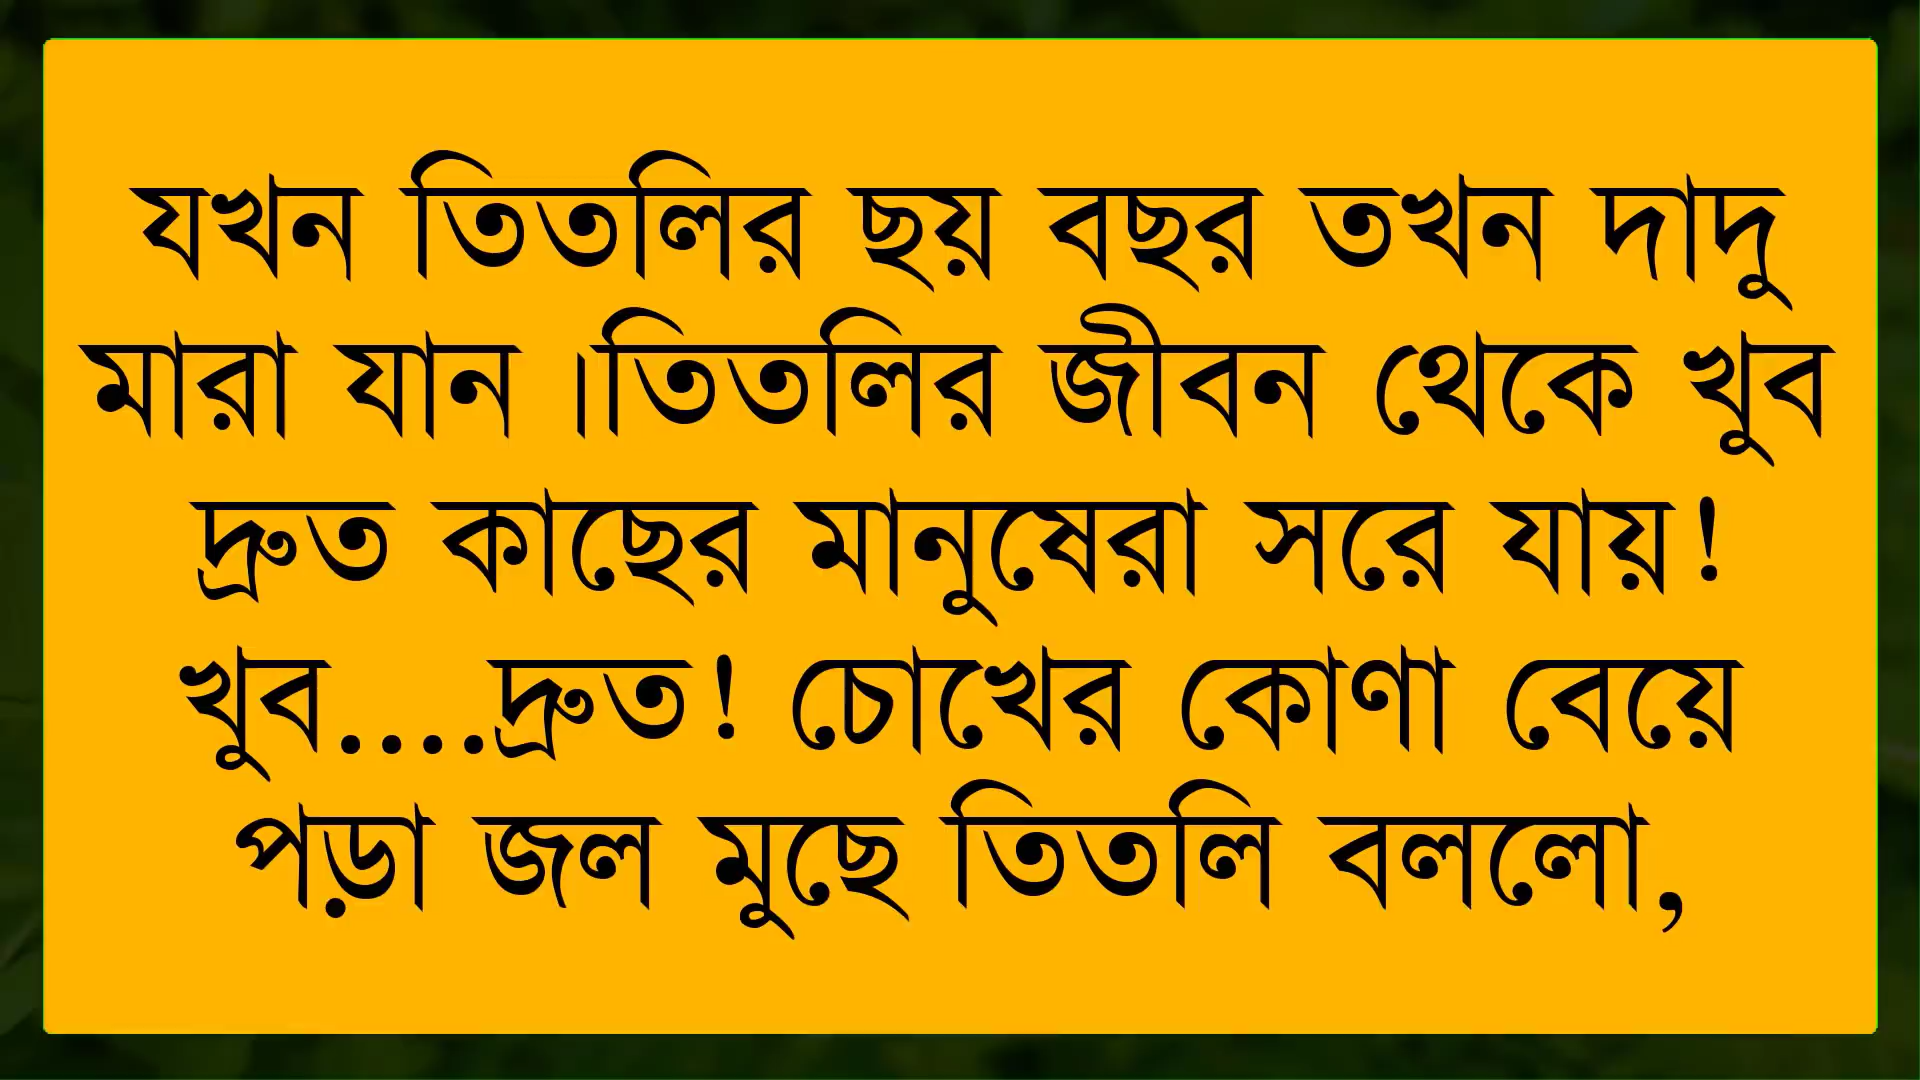 যখন তিতলির ছয় বছর তখন দাদু
মারা যান ।তিতলির জীবন থেকে খুব
দ্রুত কাছের মানুষেরা সরে যায়!
খুব....দ্রুত! চোখের কোণা বেয়ে
পড়া জল মুছে তিতলি বললো,